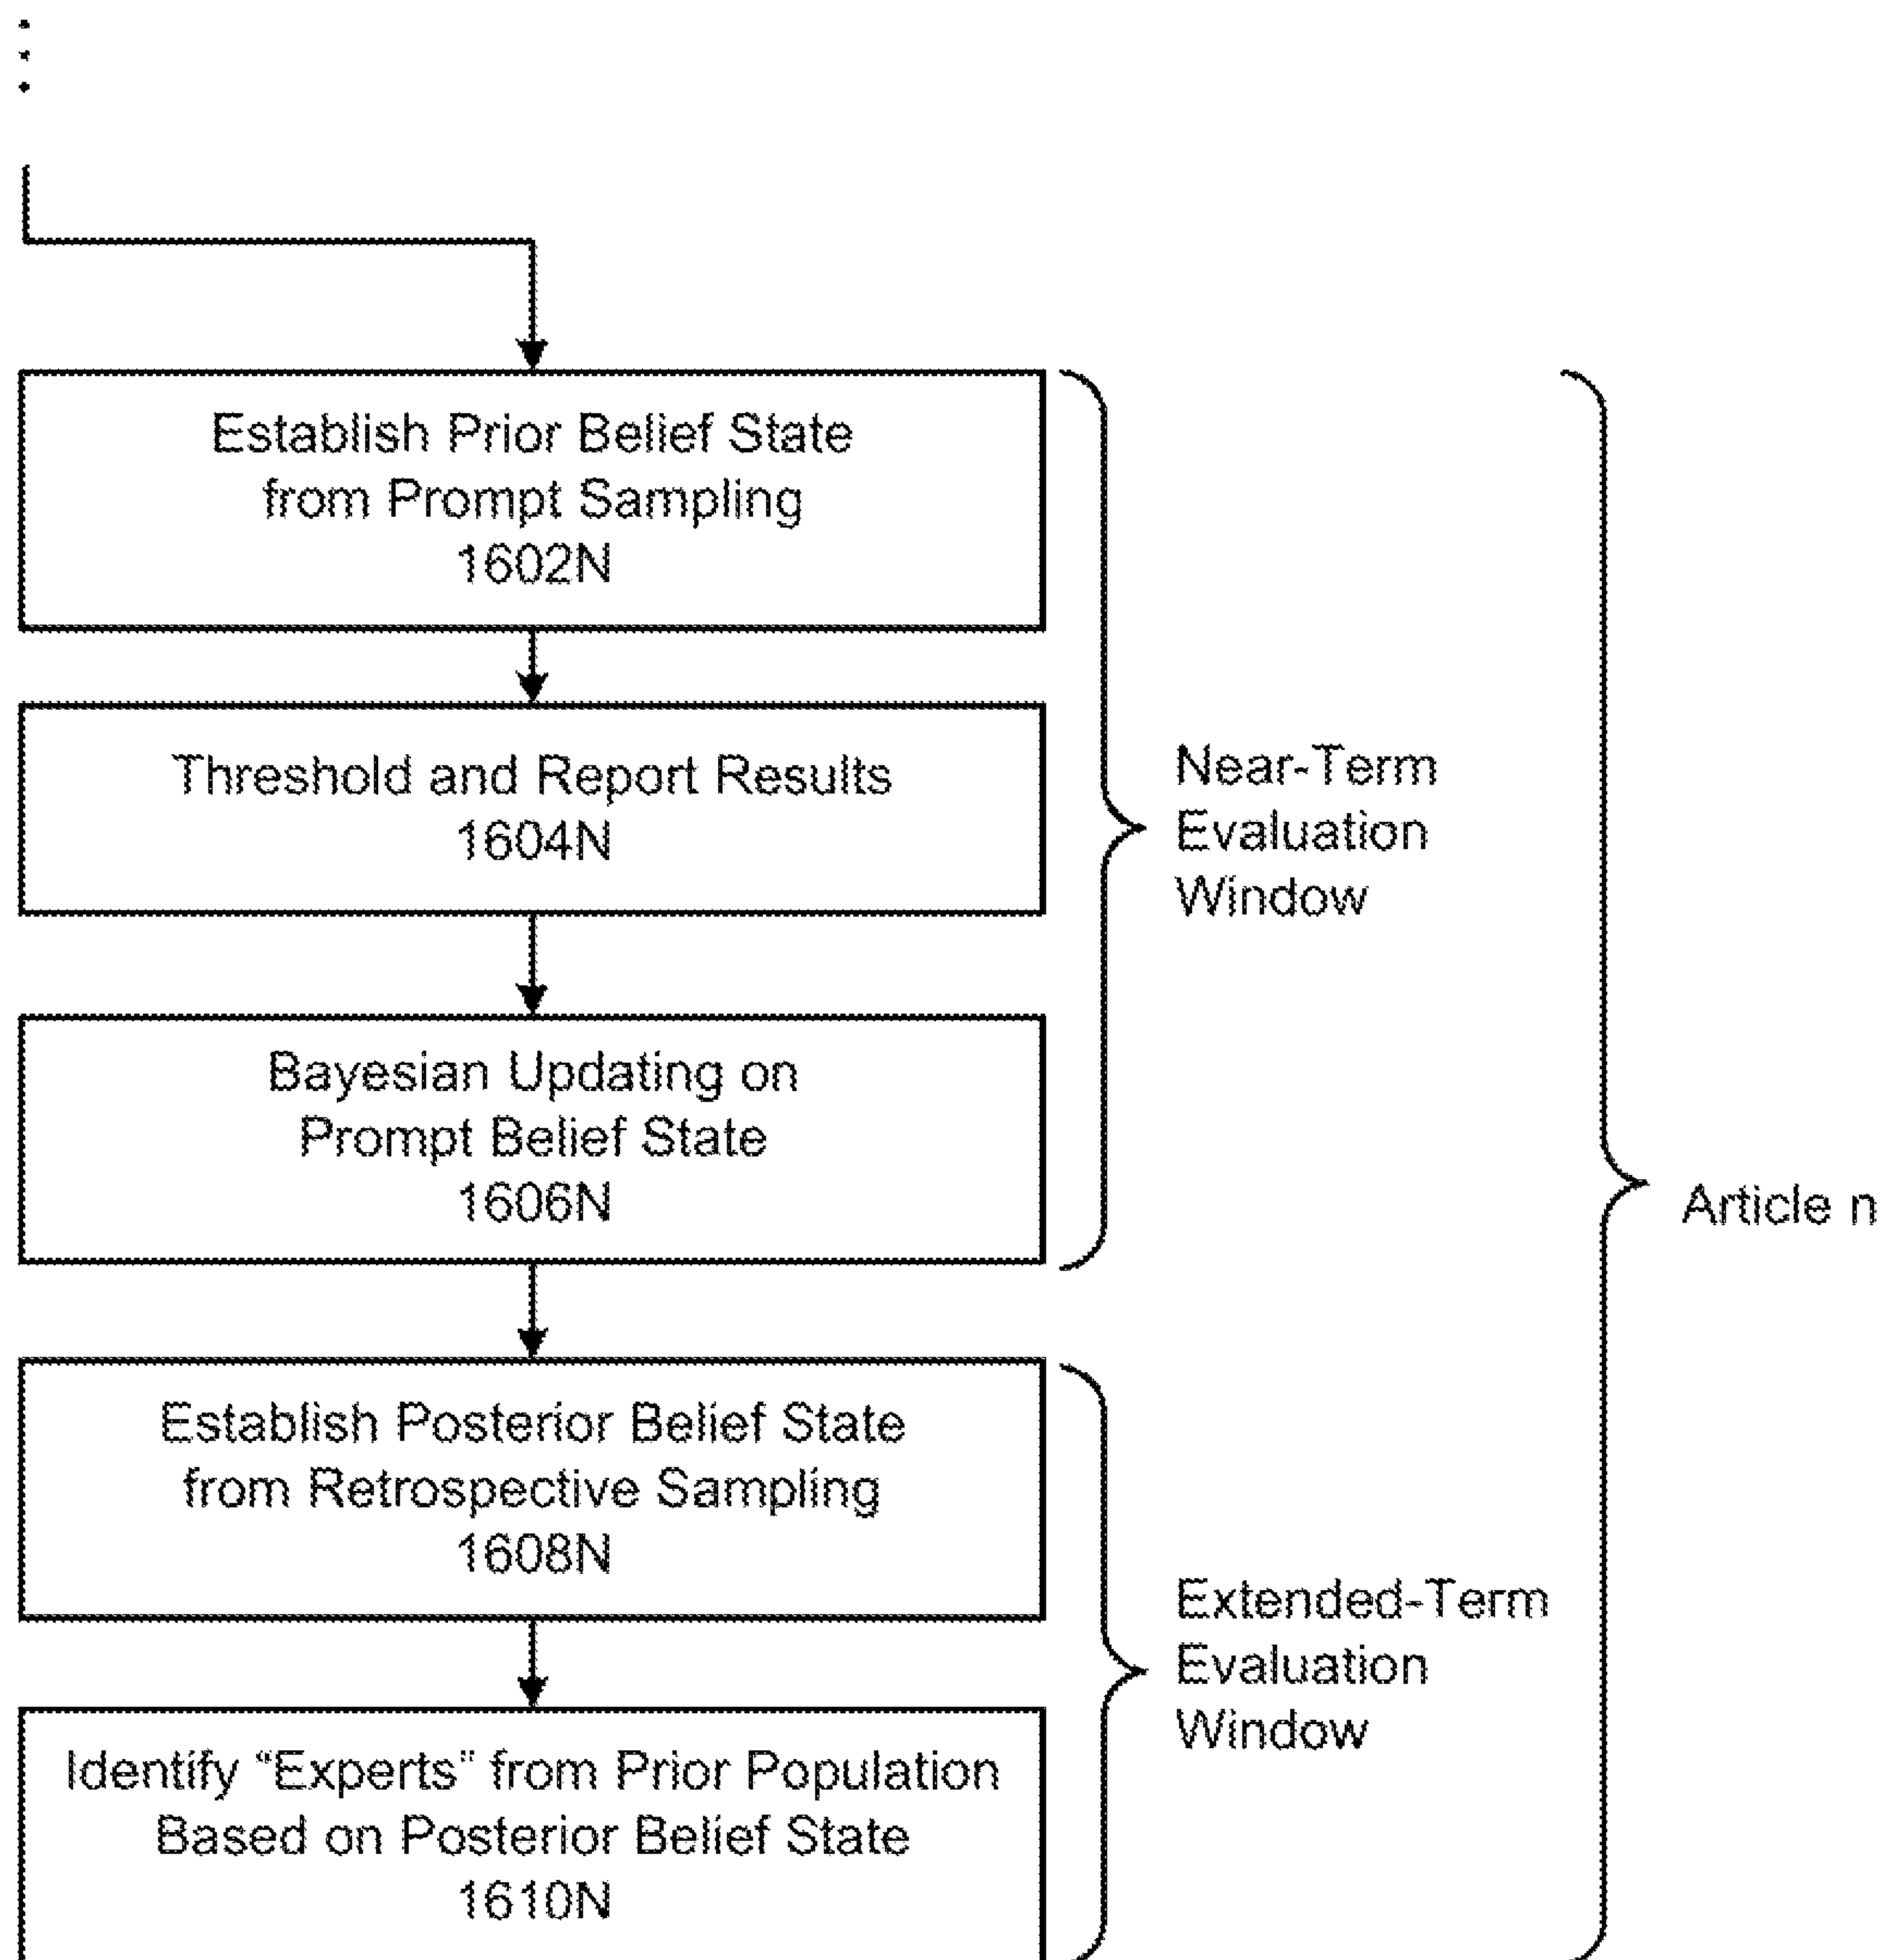 Establish Prior Belief State
from Prompt Sampling
1602N
Threshold and Report Results
1604N
Bayesian Updating on
Prompt Belief State
1606N
Near-Term
Evaluation
Window
Establish Posterior Belief State
from Retrospective Sampling
1608N
Identify “Experts” from Prior Population
Based on Posterior Belief State
1610N
Extended-Term
Evaluation
Window
Article n